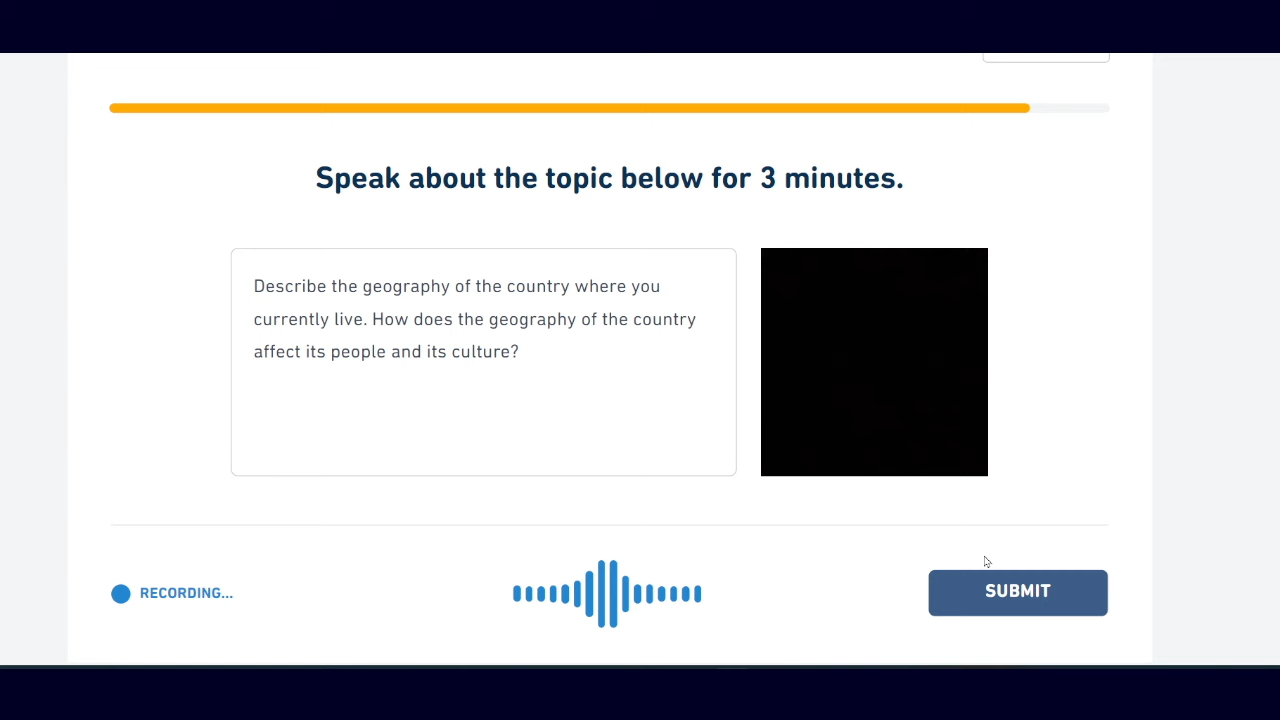 Speak about the topic below for 3 minutes.
Describe the geography of the country where you
currently live. How does the geography of the country
affect its people and its culture?
RECORDING...
SUBMIT